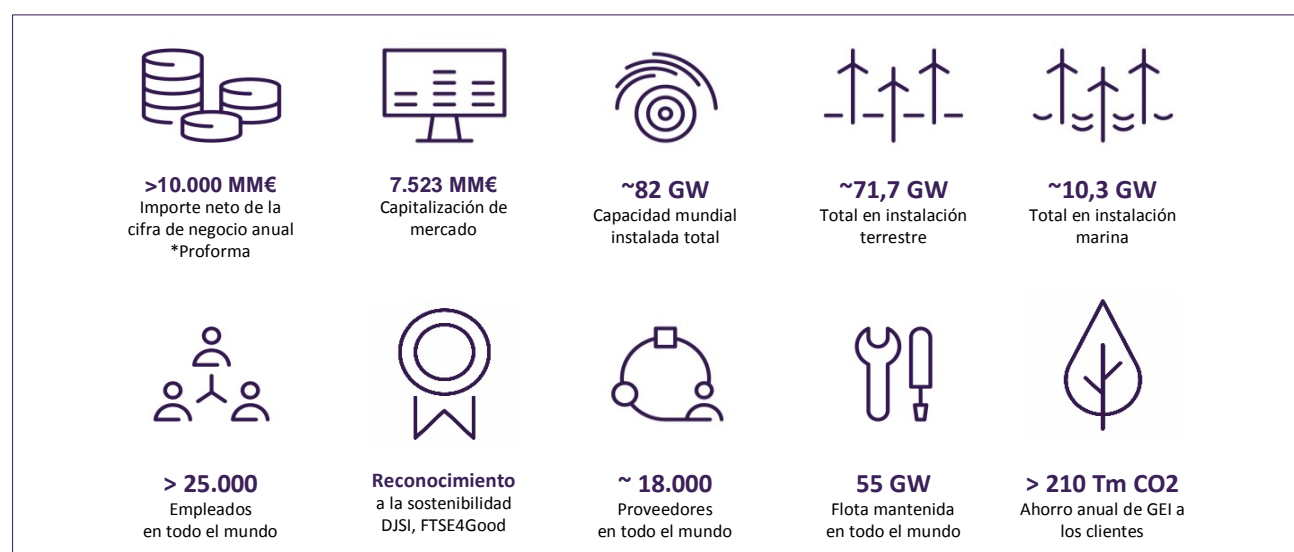 >10.000 MM€
Importe neto de la
cifra de negocio anual
*Proforma
7.523 MM€
Capitalización de
mercado
~82 GW
Capacidad mundial
instalada total
~71,7 GW
Total en instalación
terrestre
~10,3 GW
Total en instalación
marina
> 25.000
Empleados
en todo el mundo
Reconocimiento
a la sostenibilidad
DJSI, FTSE4Good
~ 18.000
Proveedores
en todo el mundo
55 GW
Flota mantenida
en todo el mundo
> 210 Tm CO2
Ahorro anual de GEI a
los clientes